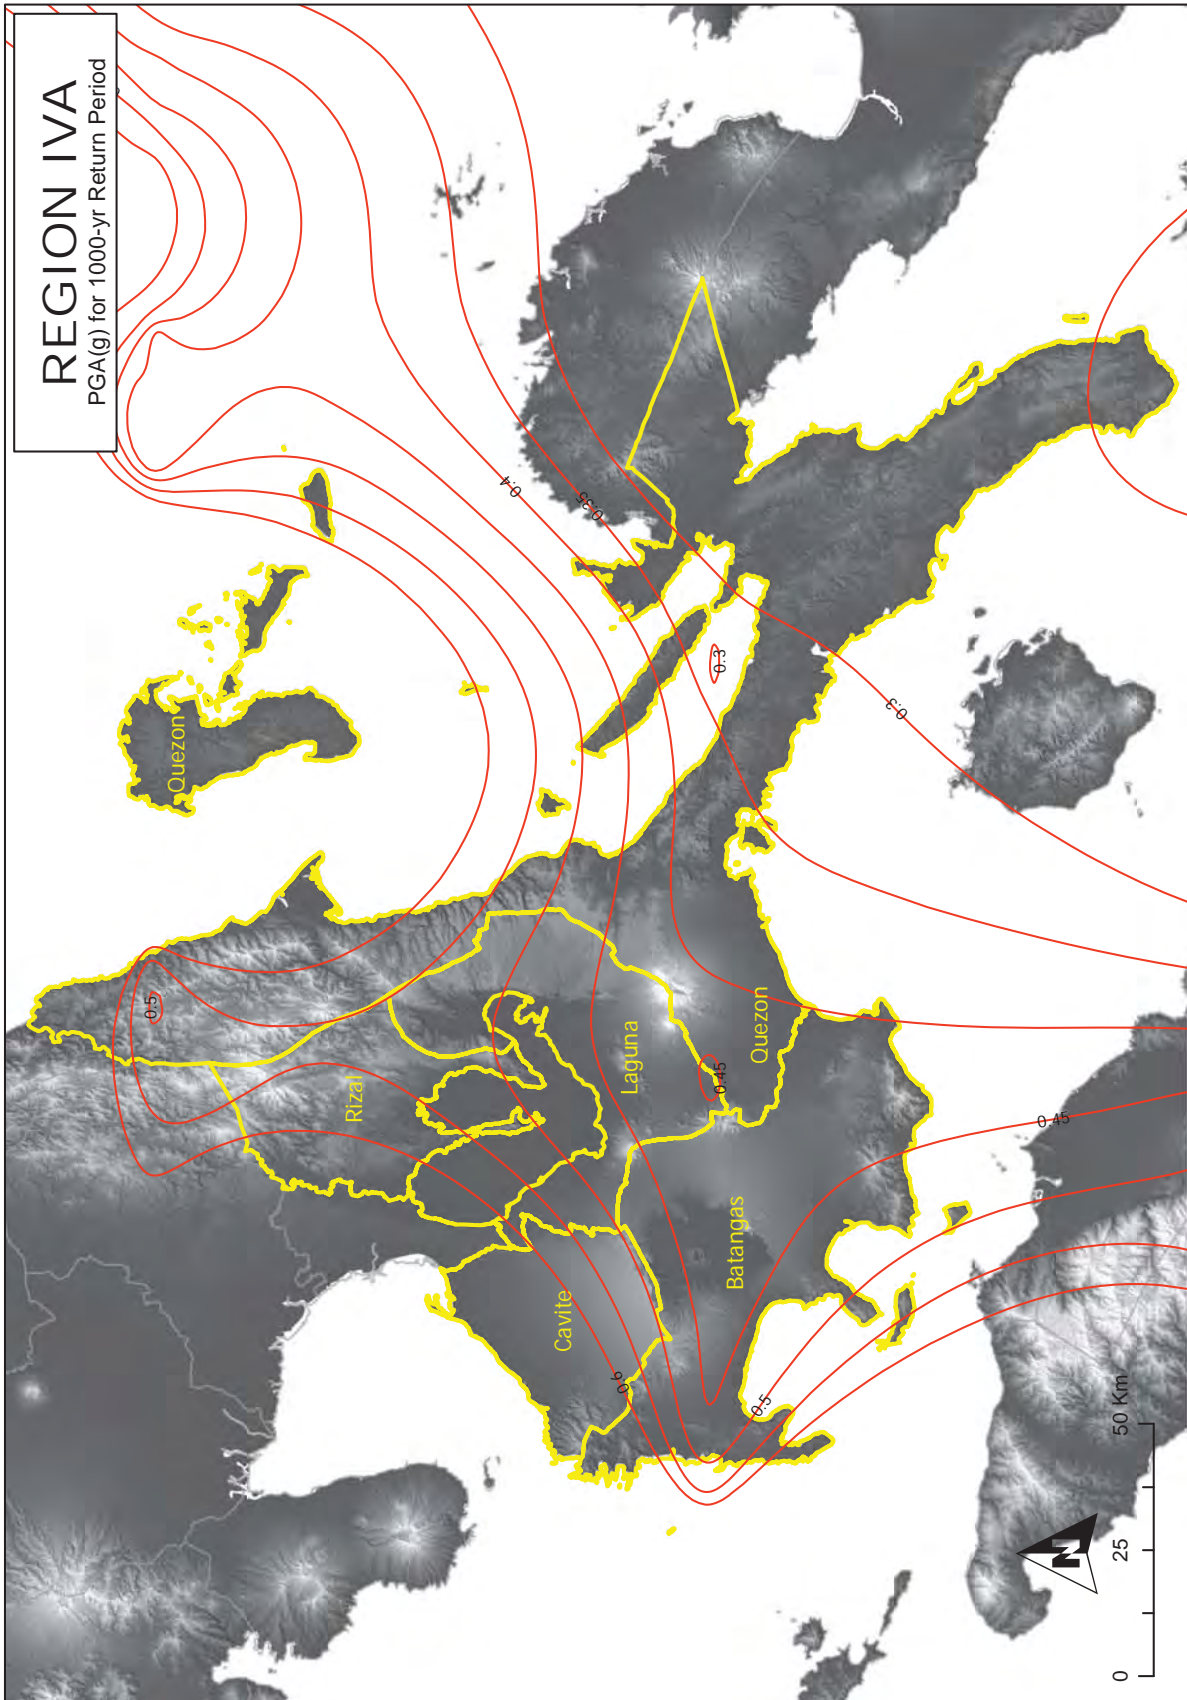 REGION IVA
PGA(g) for 1000-yr Return Period
Quezon
0.5
Rizal
0.4
0.35
0.3
0.3
Laguna
0.45
Quezon
0.45
Cavite
Batangas
0.6
0.5
N
0
25
50 Km